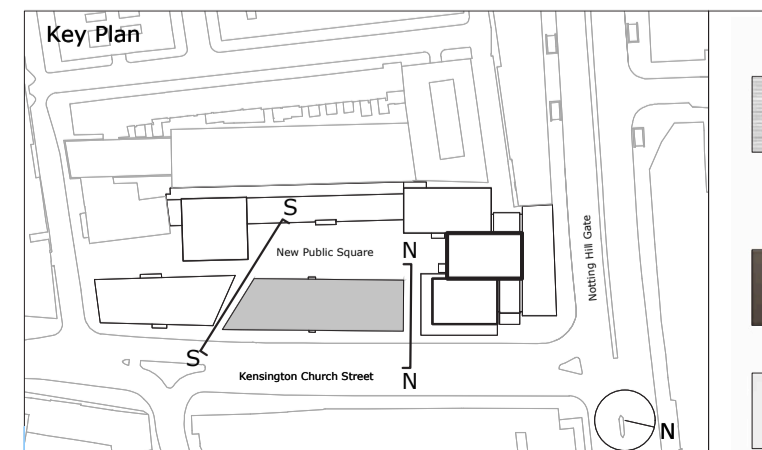 Key Plan
S
New Public Square
N
Notting Hill Gate
S
Kensington Church Street
N
N